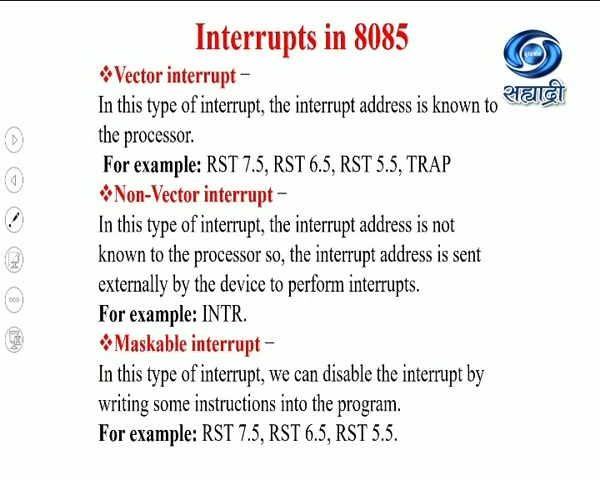 Interrupts in 8085
सह्याद्री
❖Vector interrupt –
In this type of interrupt, the interrupt address is known to
the processor.
For example: RST 7.5, RST 6.5, RST 5.5, TRAP
❖Non-Vector interrupt –
In this type of interrupt, the interrupt address is not
known to the processor so, the interrupt address is sent
externally by the device to perform interrupts.
For example: INTR.
❖Maskable interrupt –
In this type of interrupt, we can disable the interrupt by
writing some instructions into the program.
For example: RST 7.5, RST 6.5, RST 5.5.